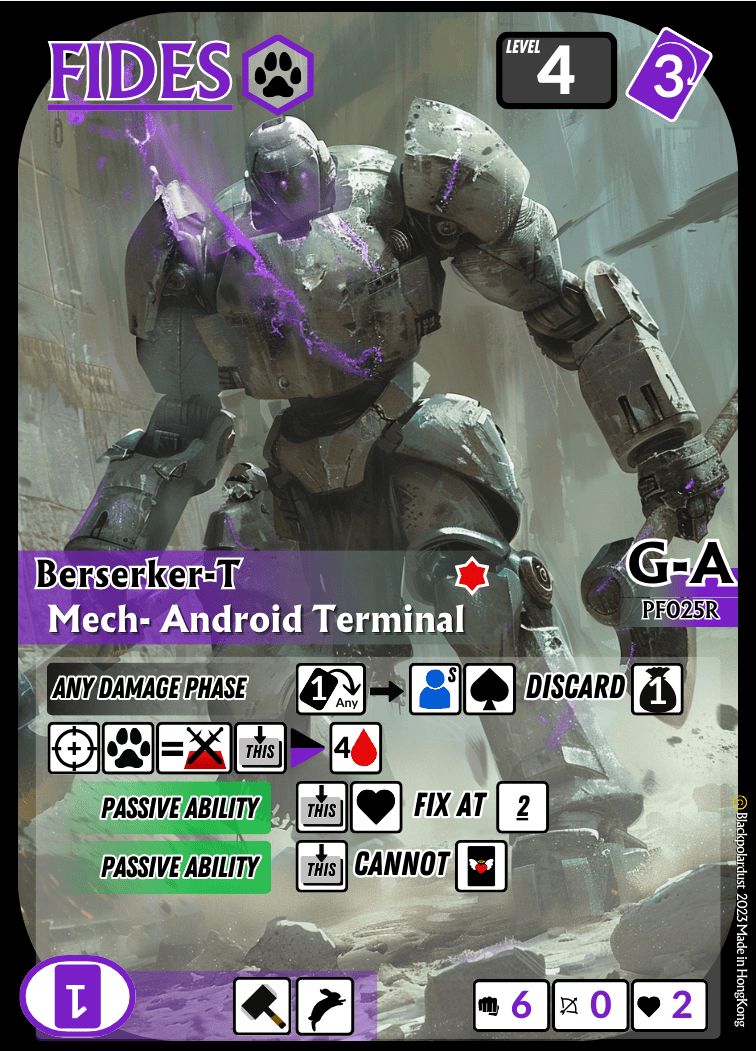 FIDES
LEVEL
4
3
Berserker-T
G-A
Mech- Android Terminal
PF025R
ANY DAMAGE PHASE 1 Any S DISCARD 1
= THIS 4
PASSIVE ABILITY THIS FIX AT 2
PASSIVE ABILITY THIS CANNOT
© Blackpolardust 2023 Made in HongKong
1
6 0 2